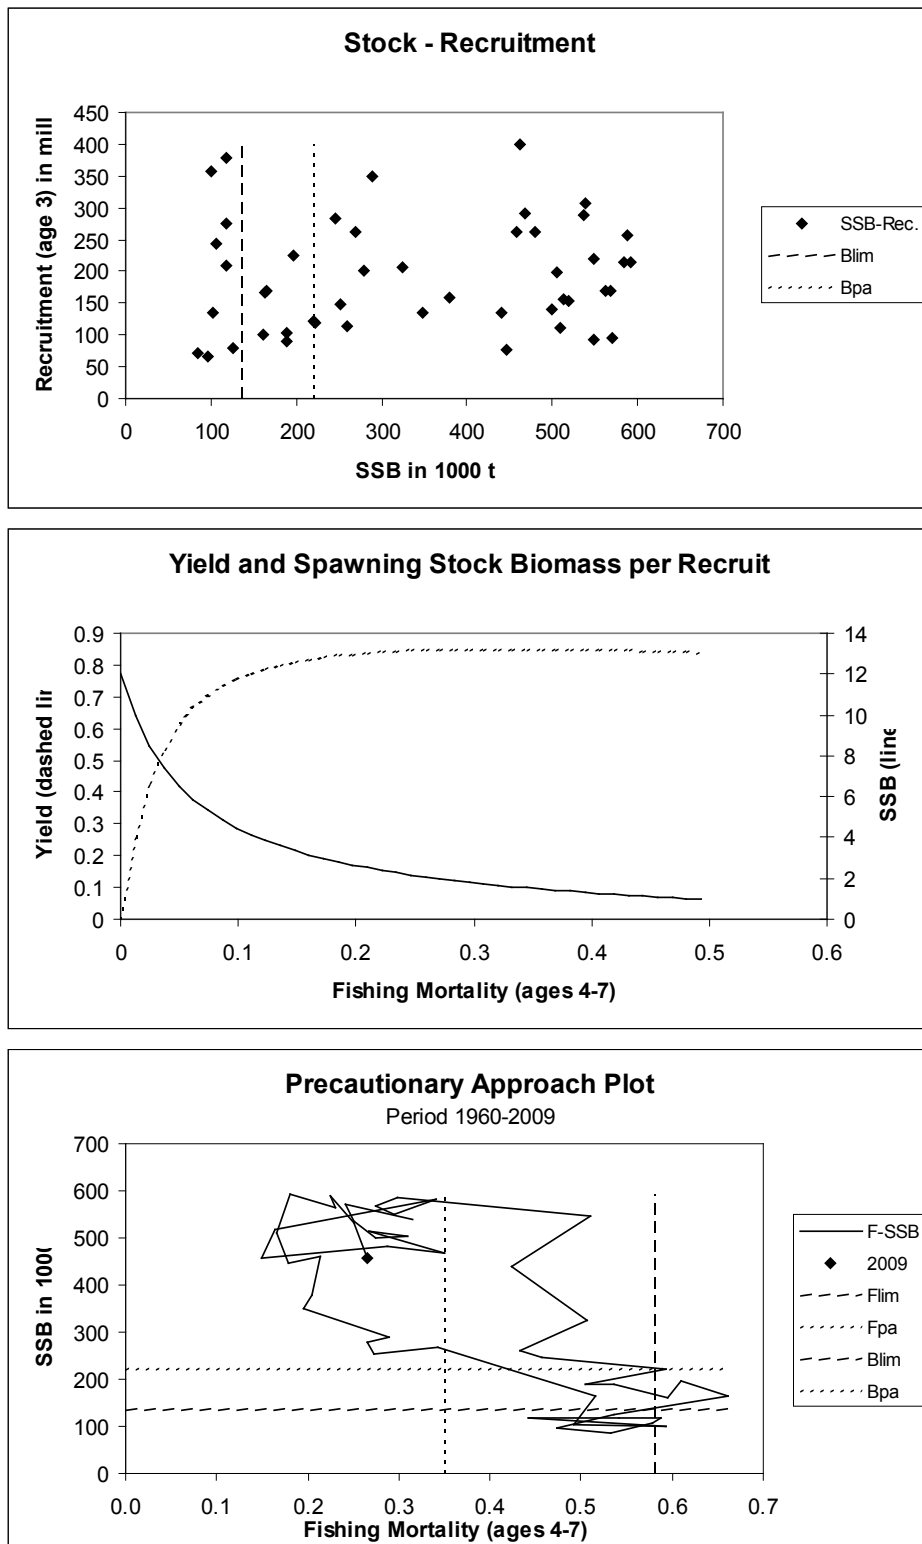 Stock - Recruitment
Recruitment (age 3) in mill
450
400
350
300
250
200
150
100
50
0
0 100 200 300 400 500 600 700
SSB in 1000 t
SSB-Rec.
Blim
Bpa
Yield and Spawning Stock Biomass per Recruit
Yield (dashed lir
0.9
0.8
0.7
0.6
0.5
0.4
0.3
0.2
0.1
0
14
12
10
8
6
4
2
0
SSB (line
0 0.1 0.2 0.3 0.4 0.5 0.6
Fishing Mortality (ages 4-7)
Precautionary Approach Plot
Period 1960-2009
SSB in 100(
700
600
500
400
300
200
100
0
0.0 0.1 0.2 0.3 0.4 0.5 0.6 0.7
Fishing Mortality (ages 4-7)
F-SSB
2009
Flim
Fpa
Blim
Bpa